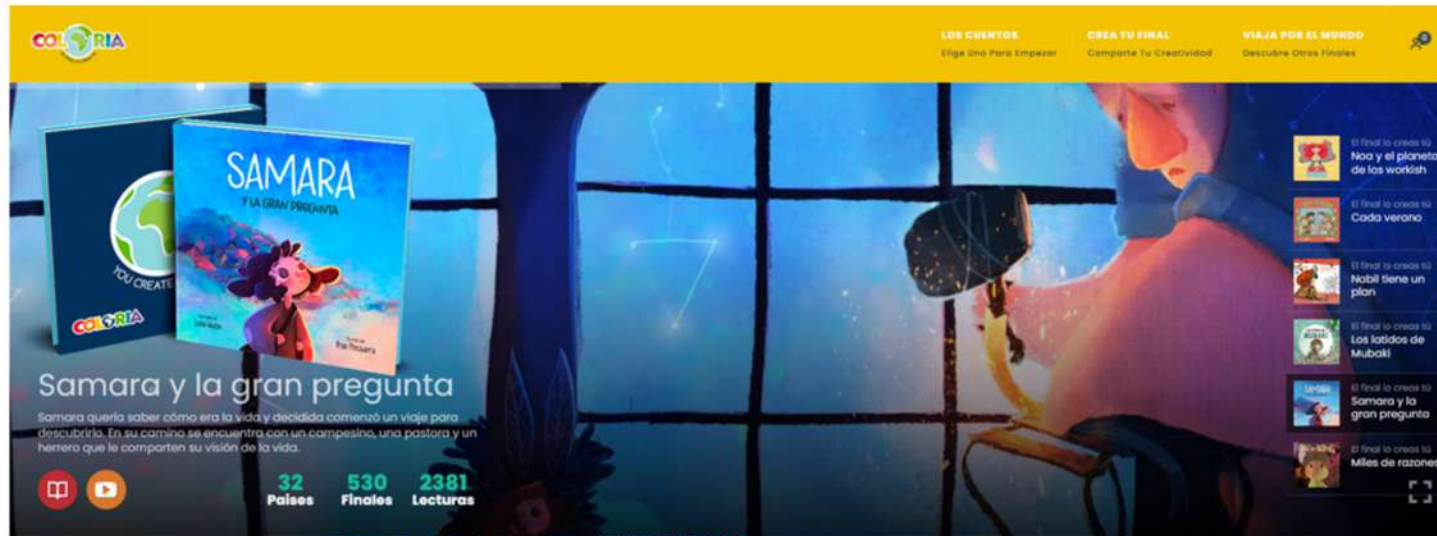 COLORIA
LOS CUENTOS
Elige Uno Para Empezar
CREA TU FINAL
Comparte Tu Creatividad
VIAJA POR EL MUNDO
Descubre Otros Finales
0
YOU CREATE
COLORIA
SAMARA
Y LA GRAN PREGUNTA
Samara y la gran pregunta
Samara quería saber cómo era la vida y decidida comenzó un viaje para
descubrirlo. En su camino se encuentra con un campesino, una pastora y un
herrero que le comparten su visión de la vida.
32
Países
530
Finales
2381
Lecturas
El final lo creas tú
Noa y el planeta
de los workish
El final lo creas tú
Cada verano
El final lo creas tú
Nabil tiene un
plan
El final lo creas tú
Los latidos de
Mubaki
El final lo creas tú
Samara y la
gran pregunta
El final lo creas tú
Miles de razones